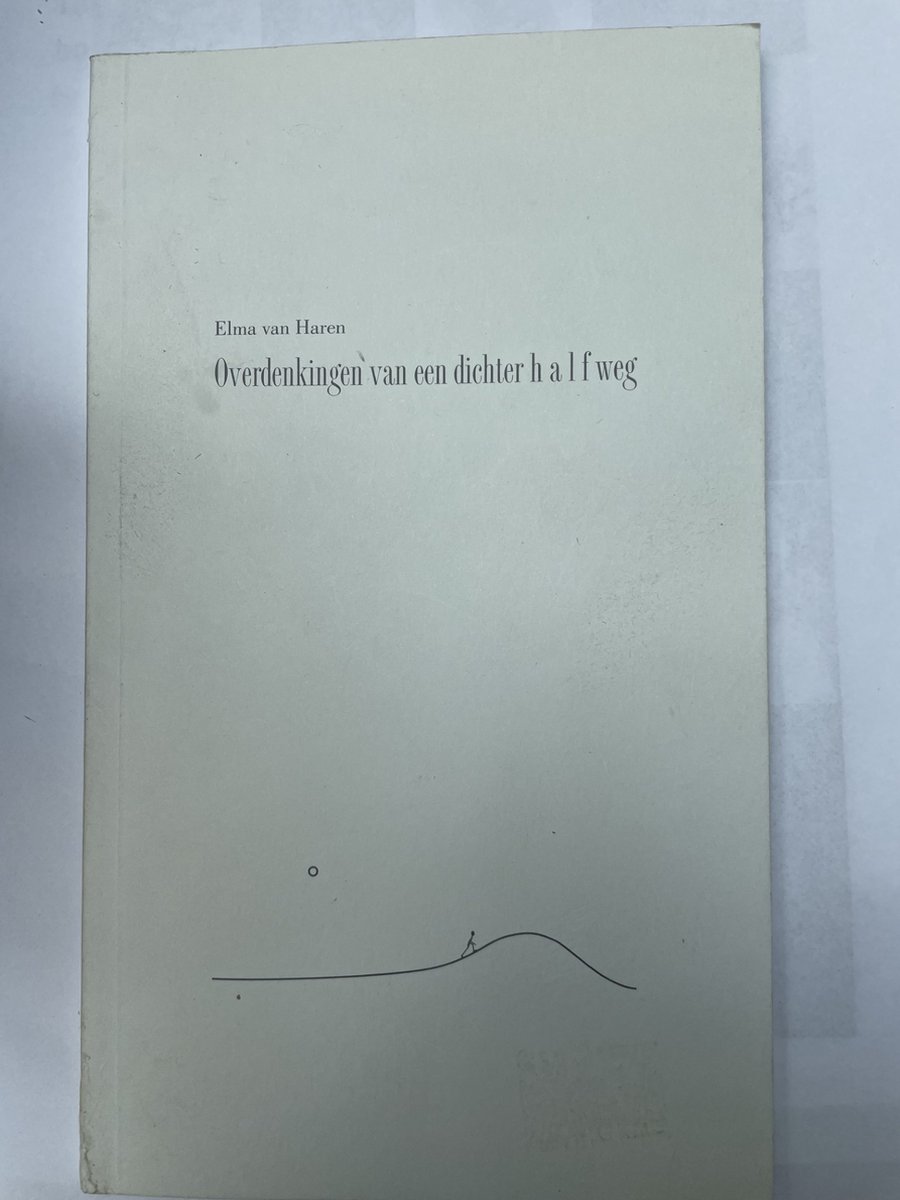 Elma van Haren
Overdenkingen van een dichter h a l f weg